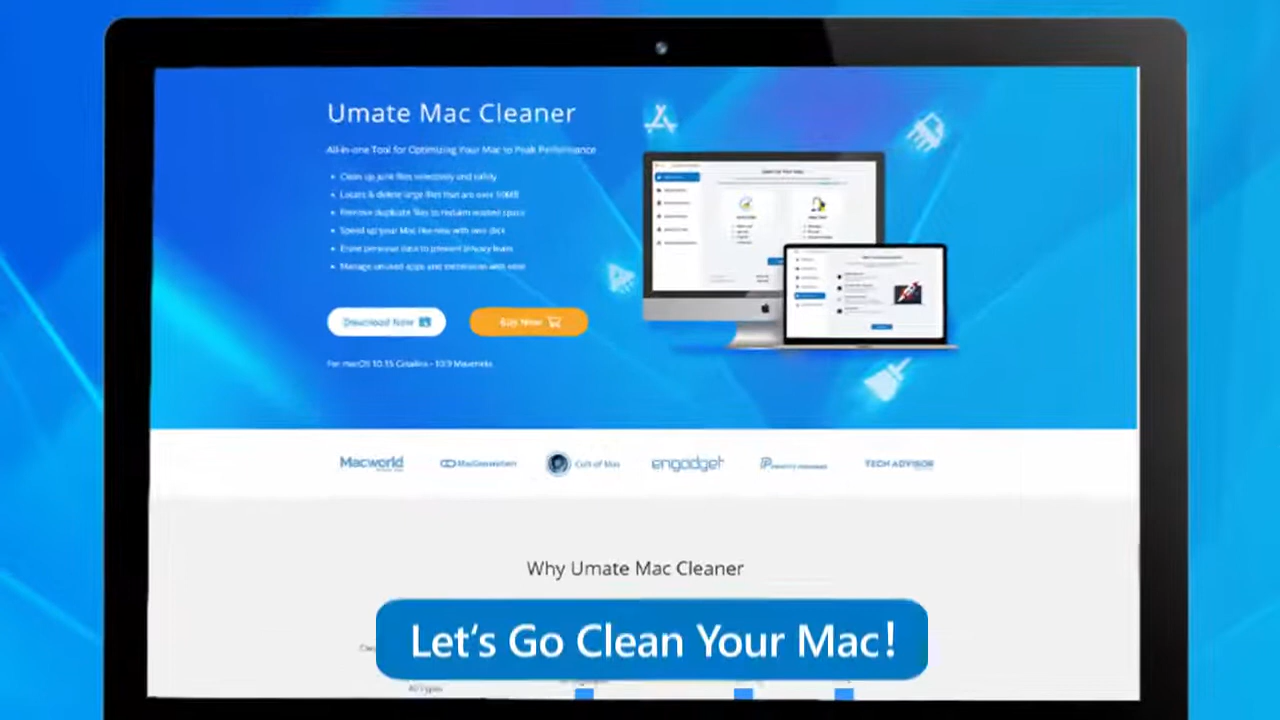 Umate Mac Cleaner
All-in-one Tool for Optimizing Your Mac to Peak Performance
• Clean up junk files selectively and safely
• Locate & delete large files that are over 50MB
• Remove duplicate files to reclaim wasted space
• Speed up your Mac like new with one click
• Erase personal data to prevent privacy leaks
• Manage unused apps and extension with ease
Download Now
Buy Now
For macOS 10.15 Catalina - 10.9 Mavericks
Macworld
MacGeneration
Cult of Mac
engadget
TECH ADVISOR
Why Umate Mac Cleaner
Let's Go Clean Your Mac!
All Types